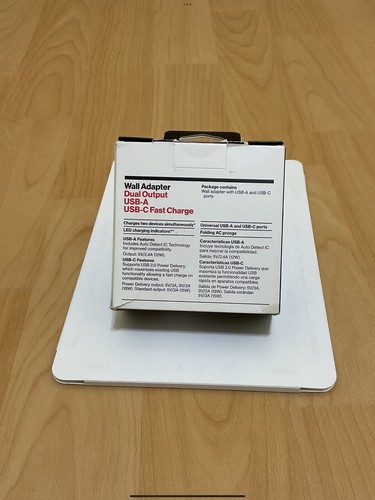 Wall Adapter
Dual Output
USB-A
USB-C Fast Charge
Package contains
Wall adapter with USB-A and USB-C
ports
Charges two devices simultaneously*
LED charging indicators**
Universal USB-A and USB-C ports
Folding AC prongs
USB-A Features
Includes Auto Detect IC Technology
for improved compatibility.
Output: 5V/2.4A (12W).
USB-C Features
Supports USB 2.0 Power Delivery,
which maximizes existing USB
functionality allowing a fast charge on
compatible devices.
Power Delivery output: 5V/3A, 9V/2A
(18W). Standard output: 5V/3A (15W)
Características USB-A
Incluye tecnología de Auto Detect IC
para mejorar la compatibilidad.
Salida: 5V/2.4A (12W).
Características USB-C
Soporta USB 2.0 Power Delivery que
maximiza la funcionalidad USB
existente permitiendo una carga
rápida en aparatos compatibles.
Salida de Power Delivery: 5V/3A,
9V/2A (18W). Salida estándar:
5V/3A (15W).